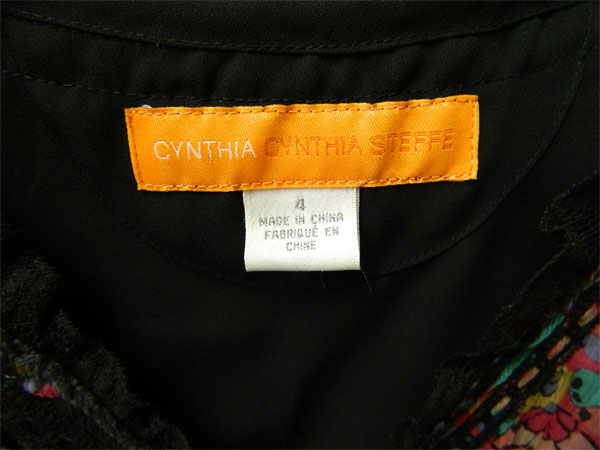 CYNTHIA CYNTHIA STEFFE
4
MADE IN CHINA
FABRIQUÉ EN
CHINE